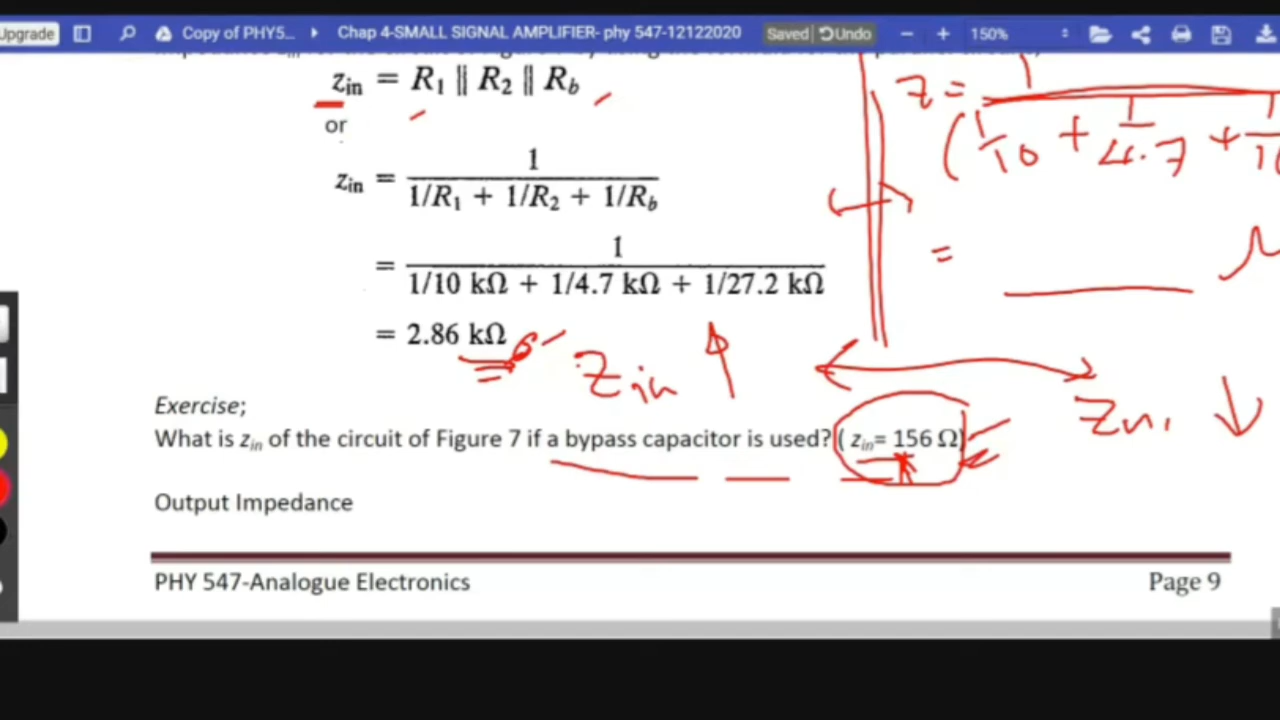 Upgrade Copy of PHY5... Chap 4-SMALL SIGNAL AMPLIFIER- phy 547-12122020 Saved Undo 150%
z_in = R_1 || R_2 || R_b
or
z_in = 1 / (1/R_1 + 1/R_2 + 1/R_b)
= 1 / (1/10 kΩ + 1/4.7 kΩ + 1/27.2 kΩ)
= 2.86 kΩ
z =
1/10 + 1/4.7 +
=
Zin ↑
Exercise;
What is z_in of the circuit of Figure 7 if a bypass capacitor is used? ( z_in= 156 Ω)
↓
Output Impedance
PHY 547-Analogue Electronics Page 9